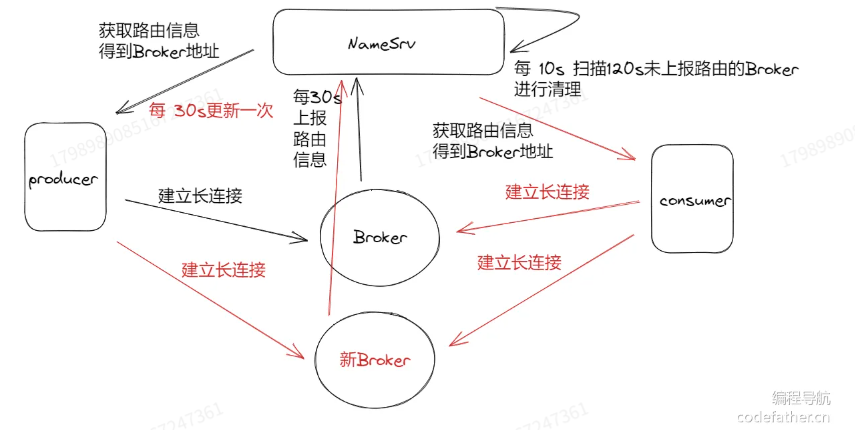 NameSrv
获取路由信息
得到Broker地址
每 30s更新一次
每 10s 扫描120s未上报路由的Broker
进行清理
每30s
上报
路由
信息
获取路由信息
得到Broker地址
producer
consumer
建立长连接
建立长连接
Broker
建立长连接
建立长连接
新Broker
编程导航
codefather.cn